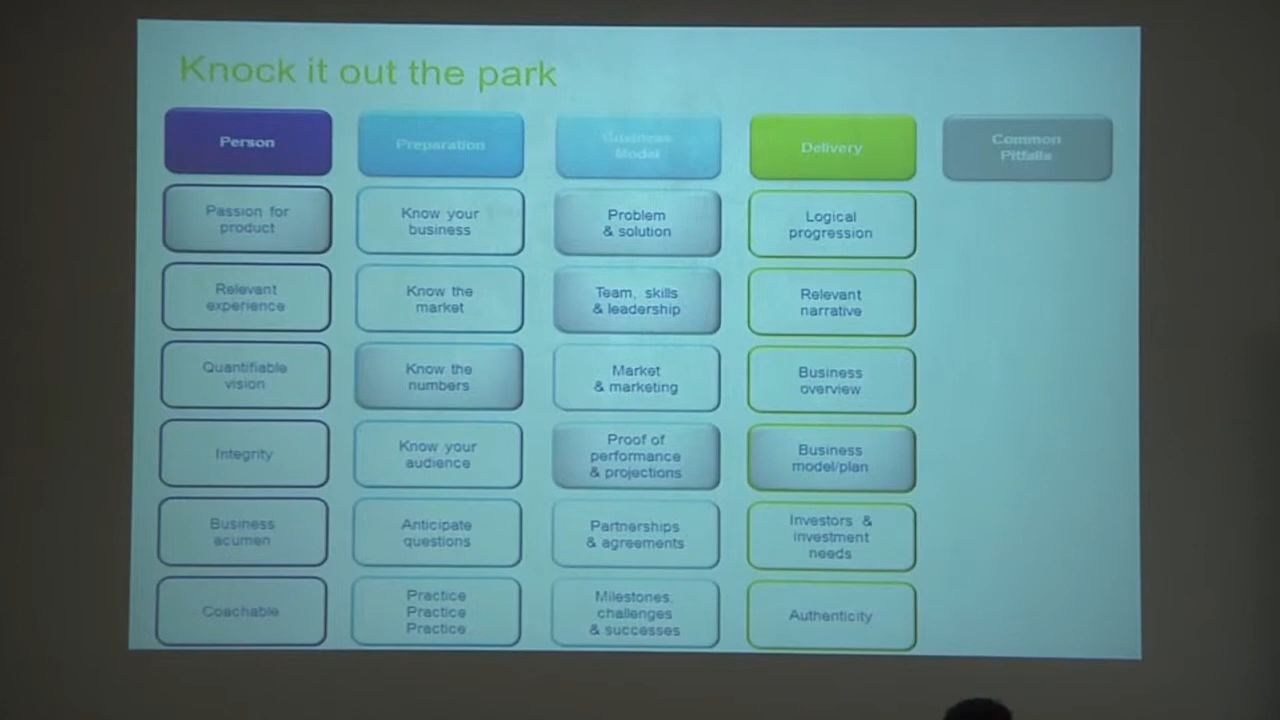 Knock it out the park
Person
Preparation
Business
Model
Delivery
Common
Pitfalls
Passion for
product
Know your
business
Problem
& solution
Logical
progression
Relevant
experience
Know the
market
Team, skills
& leadership
Relevant
narrative
Quantifiable
vision
Know the
numbers
Market
& marketing
Business
overview
Integrity
Know your
audience
Proof of
performance
& projections
Business
model/plan
Business
acumen
Anticipate
questions
Partnerships
& agreements
Investors &
investment
needs
Coachable
Practice
Practice
Practice
Milestones,
challenges
& successes
Authenticity